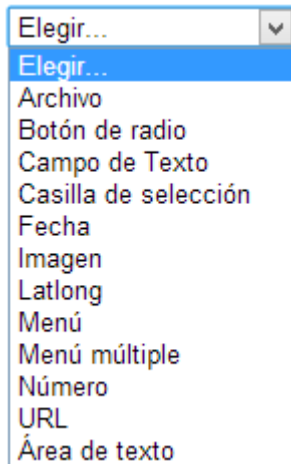 Elegir...
Elegir...
Archivo
Botón de radio
Campo de Texto
Casilla de selección
Fecha
Imagen
Latlong
Menú
Menú múltiple
Número
URL
Área de texto